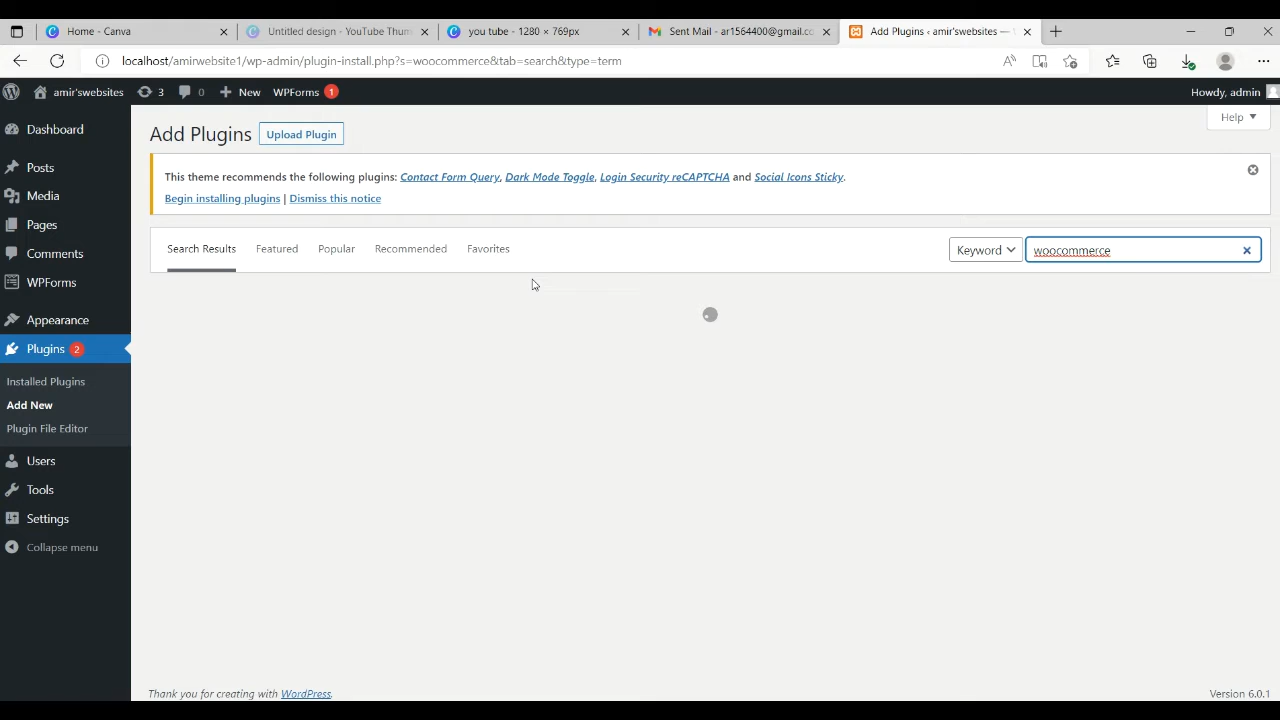 Home - Canva
Untitled design - YouTube Thum
you tube - 1280 × 769px
Sent Mail - ar1564400@gmail.co
Add Plugins ‹ amir'swebsites —
localhost/amirwebsite1/wp-admin/plugin-install.php?s=woocommerce&tab=search&type=term
amir'swebsites
3
0
New
WPForms 1
Howdy, admin
Dashboard
Posts
Media
Pages
Comments
WPForms
Appearance
Plugins 2
Installed Plugins
Add New
Plugin File Editor
Users
Tools
Settings
Collapse menu
Add Plugins
Upload Plugin
Help
This theme recommends the following plugins: Contact Form Query, Dark Mode Toggle, Login Security reCAPTCHA and Social Icons Sticky.
Begin installing plugins | Dismiss this notice
Search Results
Featured
Popular
Recommended
Favorites
Keyword
woocommerce
Thank you for creating with WordPress.
Version 6.0.1